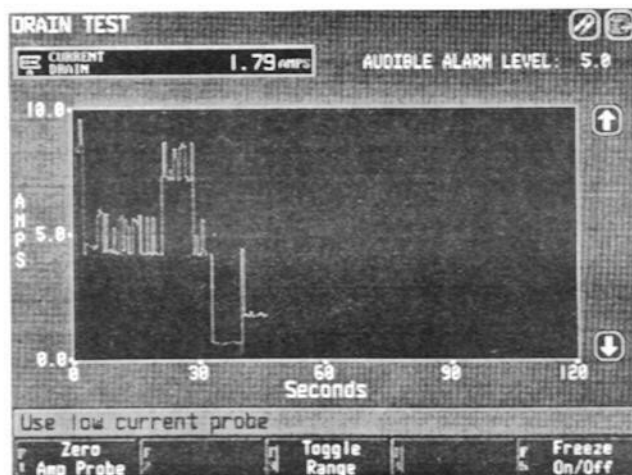 DRAIN TEST
CURRENT DRAIN 1.79 AMPS
AUDIBLE ALARM LEVEL: 5.0
10.0
AMPS
5.0
0.0
0 30 60 90 120
Seconds
Use low current probe
Zero Amp Probe
Toggle Range
Freeze On/Off